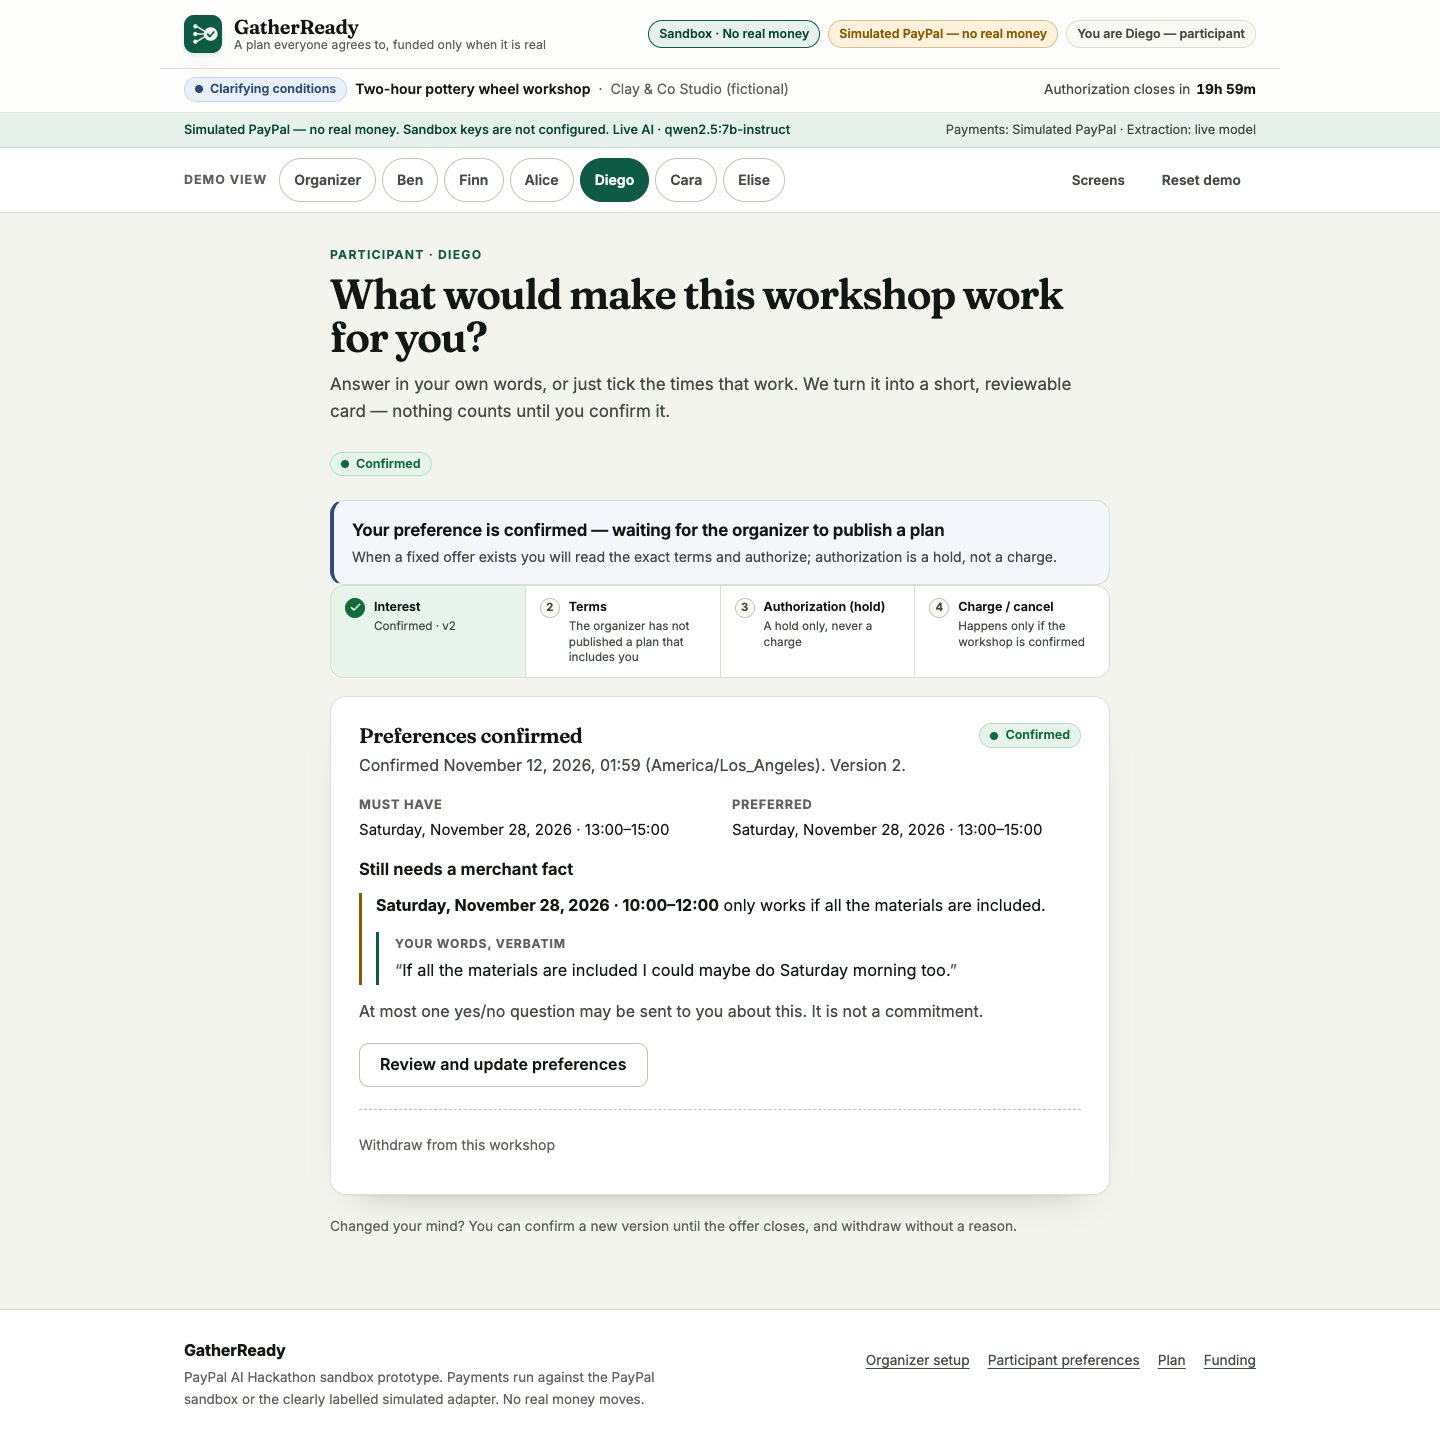 GatherReady
A plan everyone agrees to, funded only when it is real
Sandbox · No real money
Simulated PayPal — no real money
You are Diego — participant
Clarifying conditions
Two-hour pottery wheel workshop · Clay & Co Studio (fictional)
Authorization closes in 19h 59m
Simulated PayPal — no real money. Sandbox keys are not configured. Live AI · qwen2.5:7b-instruct
Payments: Simulated PayPal · Extraction: live model
DEMO VIEW
Organizer
Ben
Finn
Alice
Diego
Cara
Elise
Screens
Reset demo
PARTICIPANT · DIEGO
What would make this workshop work
for you?
Answer in your own words, or just tick the times that work. We turn it into a short, reviewable
card — nothing counts until you confirm it.
Confirmed
Your preference is confirmed — waiting for the organizer to publish a plan
When a fixed offer exists you will read the exact terms and authorize; authorization is a hold, not a charge.
Interest
Confirmed · v2
2
Terms
The organizer has not
published a plan that
includes you
3
Authorization (hold)
A hold only, never a
charge
4
Charge / cancel
Happens only if the
workshop is confirmed
Preferences confirmed
Confirmed
Confirmed November 12, 2026, 01:59 (America/Los_Angeles). Version 2.
MUST HAVE
Saturday, November 28, 2026 · 13:00–15:00
PREFERRED
Saturday, November 28, 2026 · 13:00–15:00
Still needs a merchant fact
Saturday, November 28, 2026 · 10:00–12:00 only works if all the materials are included.
YOUR WORDS, VERBATIM
“If all the materials are included I could maybe do Saturday morning too.”
At most one yes/no question may be sent to you about this. It is not a commitment.
Review and update preferences
Withdraw from this workshop
Changed your mind? You can confirm a new version until the offer closes, and withdraw without a reason.
GatherReady
PayPal AI Hackathon sandbox prototype. Payments run against the PayPal
sandbox or the clearly labelled simulated adapter. No real money moves.
Organizer setup
Participant preferences
Plan
Funding